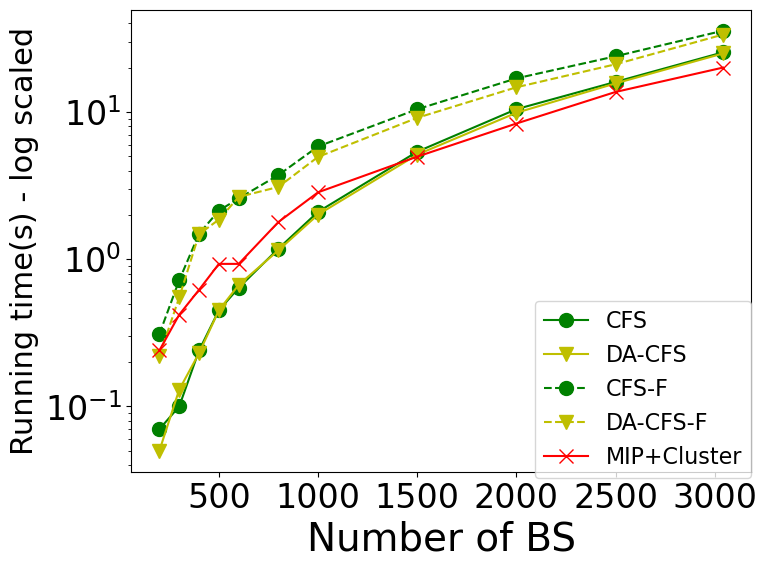 Running time(s) - log scaled
10¹
10⁰
10⁻¹
CFS
DA-CFS
CFS-F
DA-CFS-F
MIP+Cluster
500 1000 1500 2000 2500 3000
Number of BS